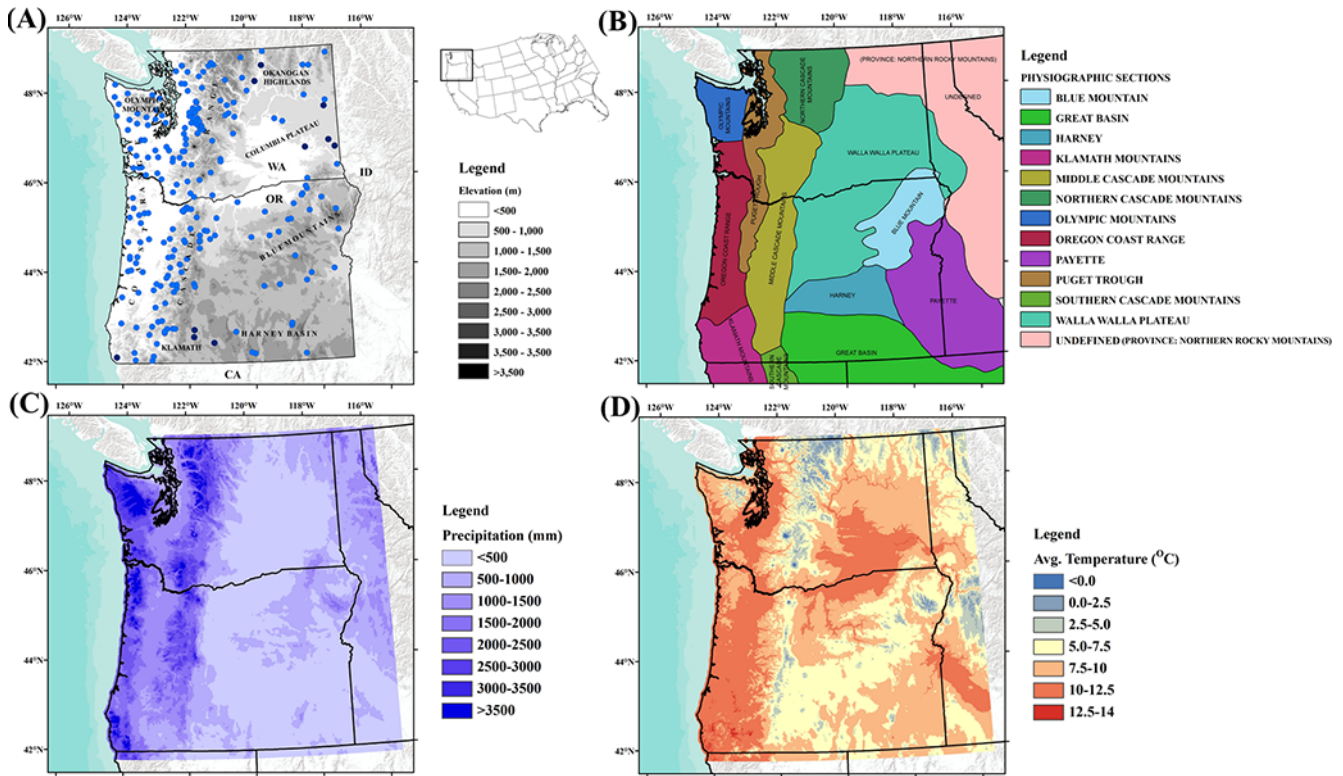 (A)
126°W 124°W 122°W 120°W 118°W 116°W
48°N
46°N
44°N
42°N
OKANOGAN
HIGHLANDS
OLYMPIC
MOUNTAINS
COLUMBIA PLATEAU
WA
ID
OR
BLUE MOUNTAINS
HARNEY BASIN
KLAMATH
CA
Legend
Elevation (m)
<500
500 - 1,000
1,000 - 1,500
1,500- 2,000
2,000 - 2,500
2,500 - 3,000
3,000 - 3,500
3,500 - 3,500
>3,500
(B)
126°W 124°W 122°W 120°W 118°W 116°W
48°N
46°N
44°N
42°N
(PROVINCE: NORTHERN ROCKY MOUNTAINS)
UNDEFINED
NORTHERN CASCADE
MOUNTAINS
OLYMPIC
MOUNTAINS
WALLA WALLA PLATEAU
PUGET TROUGH
BLUE MOUNTAIN
OREGON COAST RANGE
MIDDLE CASCADE MOUNTAINS
HARNEY
PAYETTE
KLAMATH MOUNTAINS
GREAT BASIN
SOUTHERN
CASCADE
MOUNTAINS
Legend
PHYSIOGRAPHIC SECTIONS
BLUE MOUNTAIN
GREAT BASIN
HARNEY
KLAMATH MOUNTAINS
MIDDLE CASCADE MOUNTAINS
NORTHERN CASCADE MOUNTAINS
OLYMPIC MOUNTAINS
OREGON COAST RANGE
PAYETTE
PUGET TROUGH
SOUTHERN CASCADE MOUNTAINS
WALLA WALLA PLATEAU
UNDEFINED (PROVINCE: NORTHERN ROCKY MOUNTAINS)
(C)
126°W 124°W 122°W 120°W 118°W 116°W
48°N
46°N
44°N
42°N
Legend
Precipitation (mm)
<500
500-1000
1000-1500
1500-2000
2000-2500
2500-3000
3000-3500
>3500
(D)
126°W 124°W 122°W 120°W 118°W 116°W
48°N
46°N
44°N
42°N
Legend
Avg. Temperature (°C)
<0.0
0.0-2.5
2.5-5.0
5.0-7.5
7.5-10
10-12.5
12.5-14